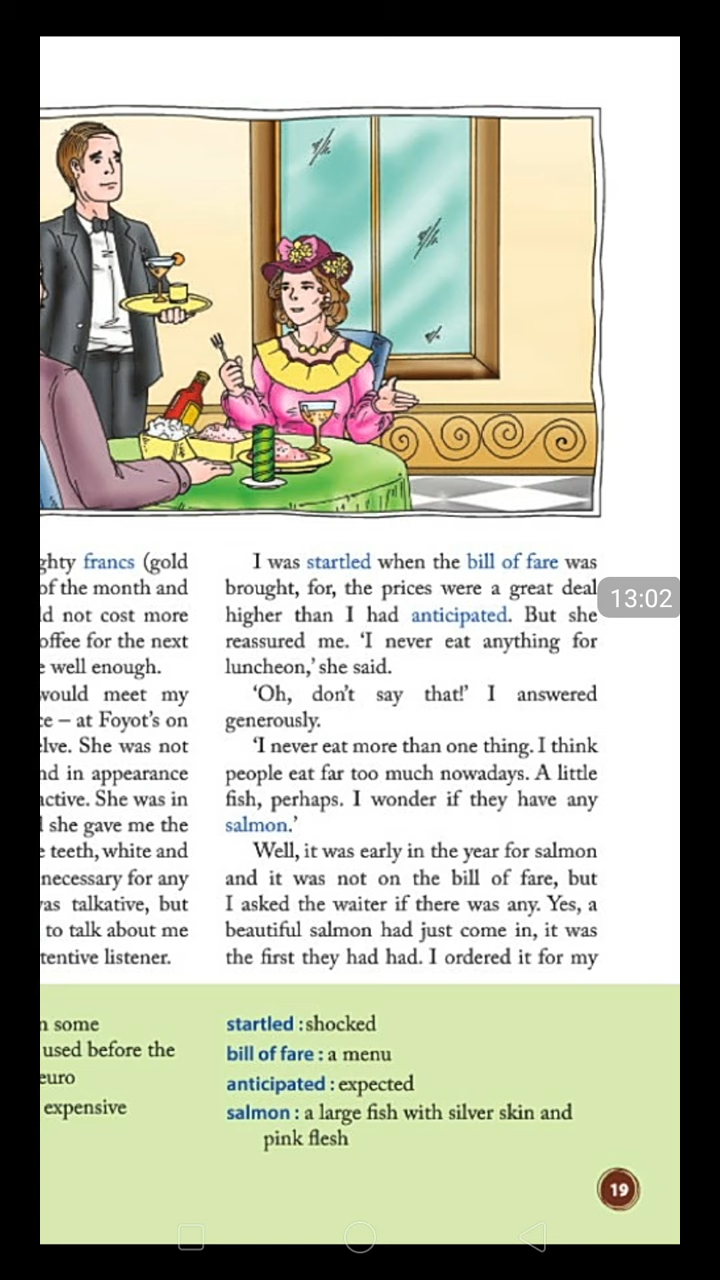 ghty francs (gold
of the month and
d not cost more
offee for the next
e well enough.
would meet my
ce – at Foyot's on
elve. She was not
nd in appearance
active. She was in
she gave me the
e teeth, white and
necessary for any
was talkative, but
to talk about me
tentive listener.
I was startled when the bill of fare was
brought, for, the prices were a great deal
higher than I had anticipated. But she
reassured me. 'I never eat anything for
luncheon,' she said.
'Oh, don't say that!' I answered
generously.
'I never eat more than one thing. I think
people eat far too much nowadays. A little
fish, perhaps. I wonder if they have any
salmon.'
Well, it was early in the year for salmon
and it was not on the bill of fare, but
I asked the waiter if there was any. Yes, a
beautiful salmon had just come in, it was
the first they had had. I ordered it for my
13:02
n some
used before the
euro
expensive
startled : shocked
bill of fare : a menu
anticipated : expected
salmon : a large fish with silver skin and
pink flesh
19